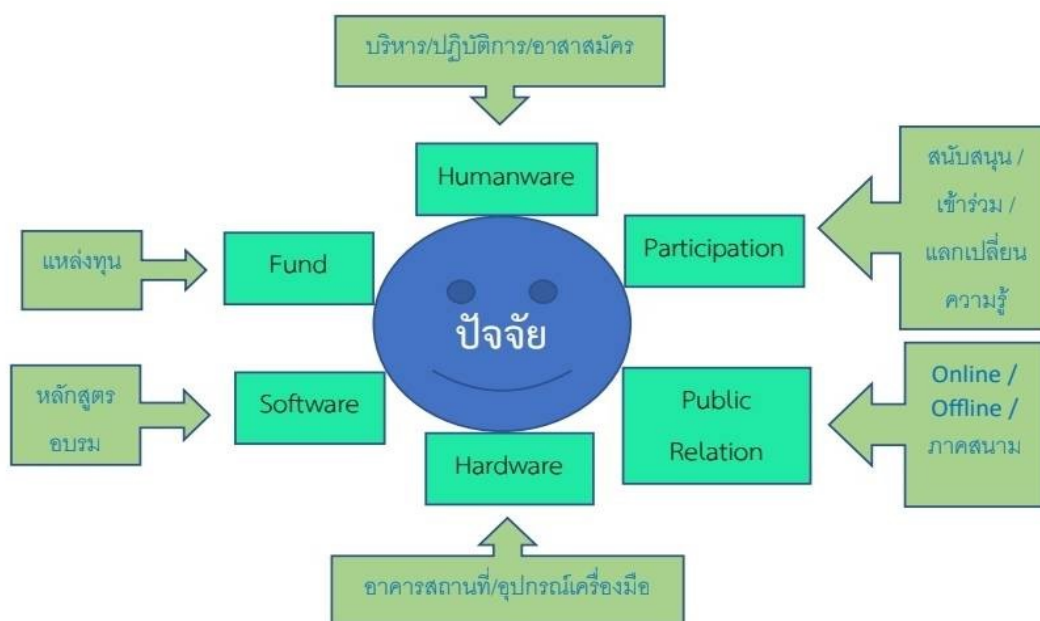 บริหาร/ปฏิบัติการ/อาสาสมัคร
Humanware
สนับสนุน /
เข้าร่วม /
แลกเปลี่ยน
ความรู้
Participation
แหล่งทุน
Fund
ปัจจัย
หลักสูตร
อบรม
Software
Public
Relation
Online /
Offline /
ภาคสนาม
Hardware
อาคารสถานที่/อุปกรณ์เครื่องมือ